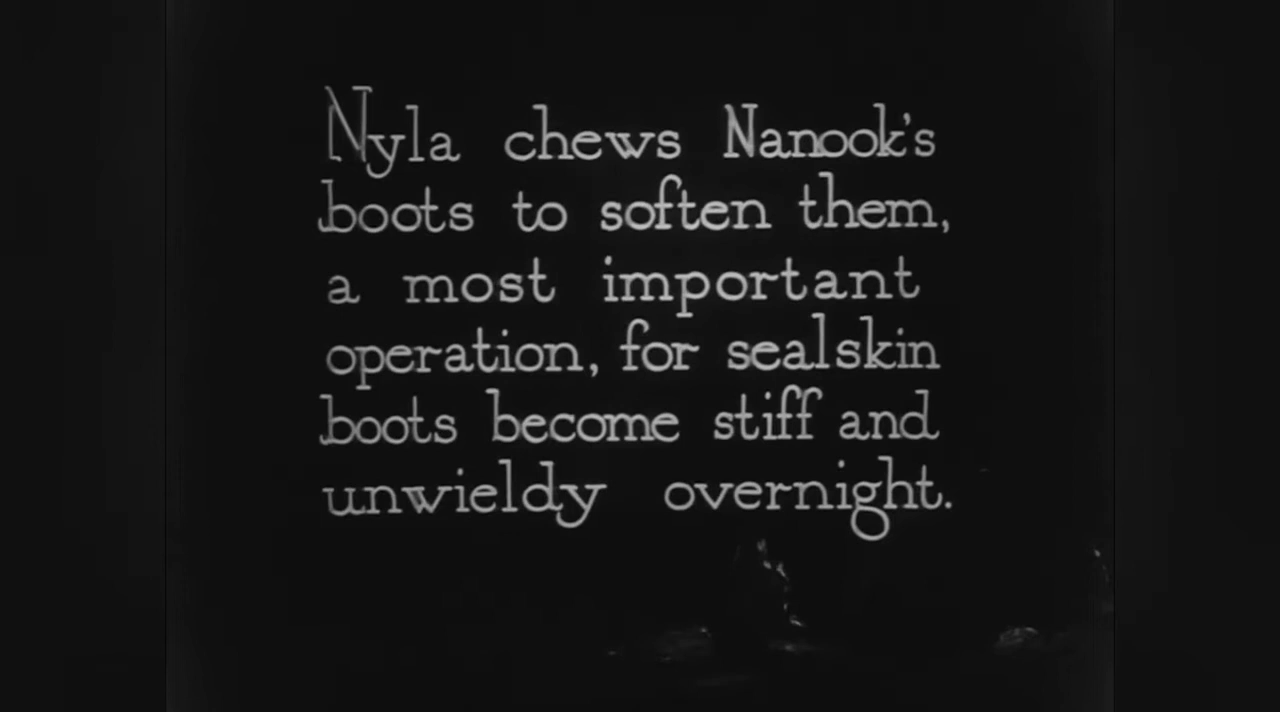 Nyla chews Nanook's
boots to soften them,
a most important
operation, for sealskin
boots become stiff and
unwieldy overnight.